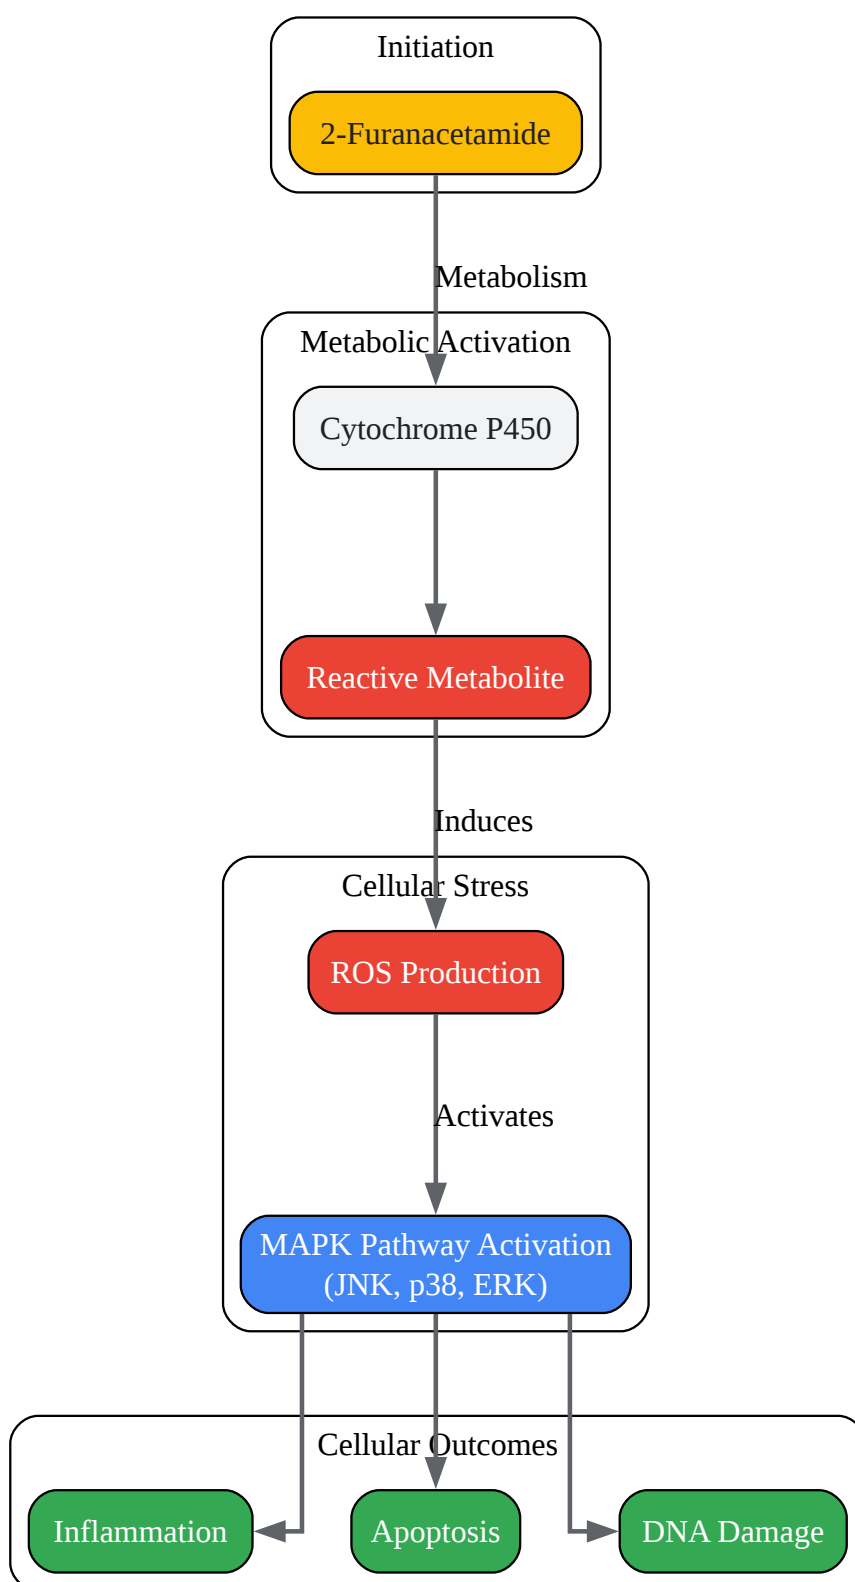 Initiation
2-Furanacetamide
Metabolism
Metabolic Activation
Cytochrome P450
Reactive Metabolite
Induces
Cellular Stress
ROS Production
Activates
MAPK Pathway Activation
(JNK, p38, ERK)
Cellular Outcomes
Inflammation
Apoptosis
DNA Damage